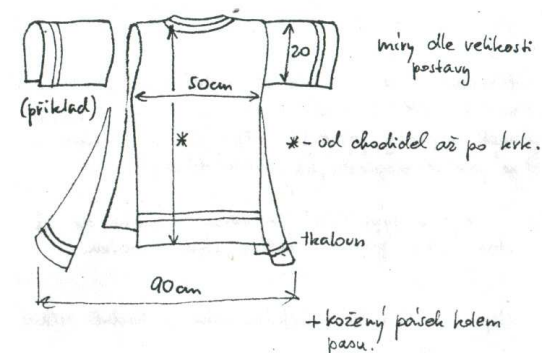 20
míry dle velikosti
postavy
50cm
(příklad)
* - od chodidel až po krk.
*
tkaloun
90cm
+ kožený pásek kolem
pasu.